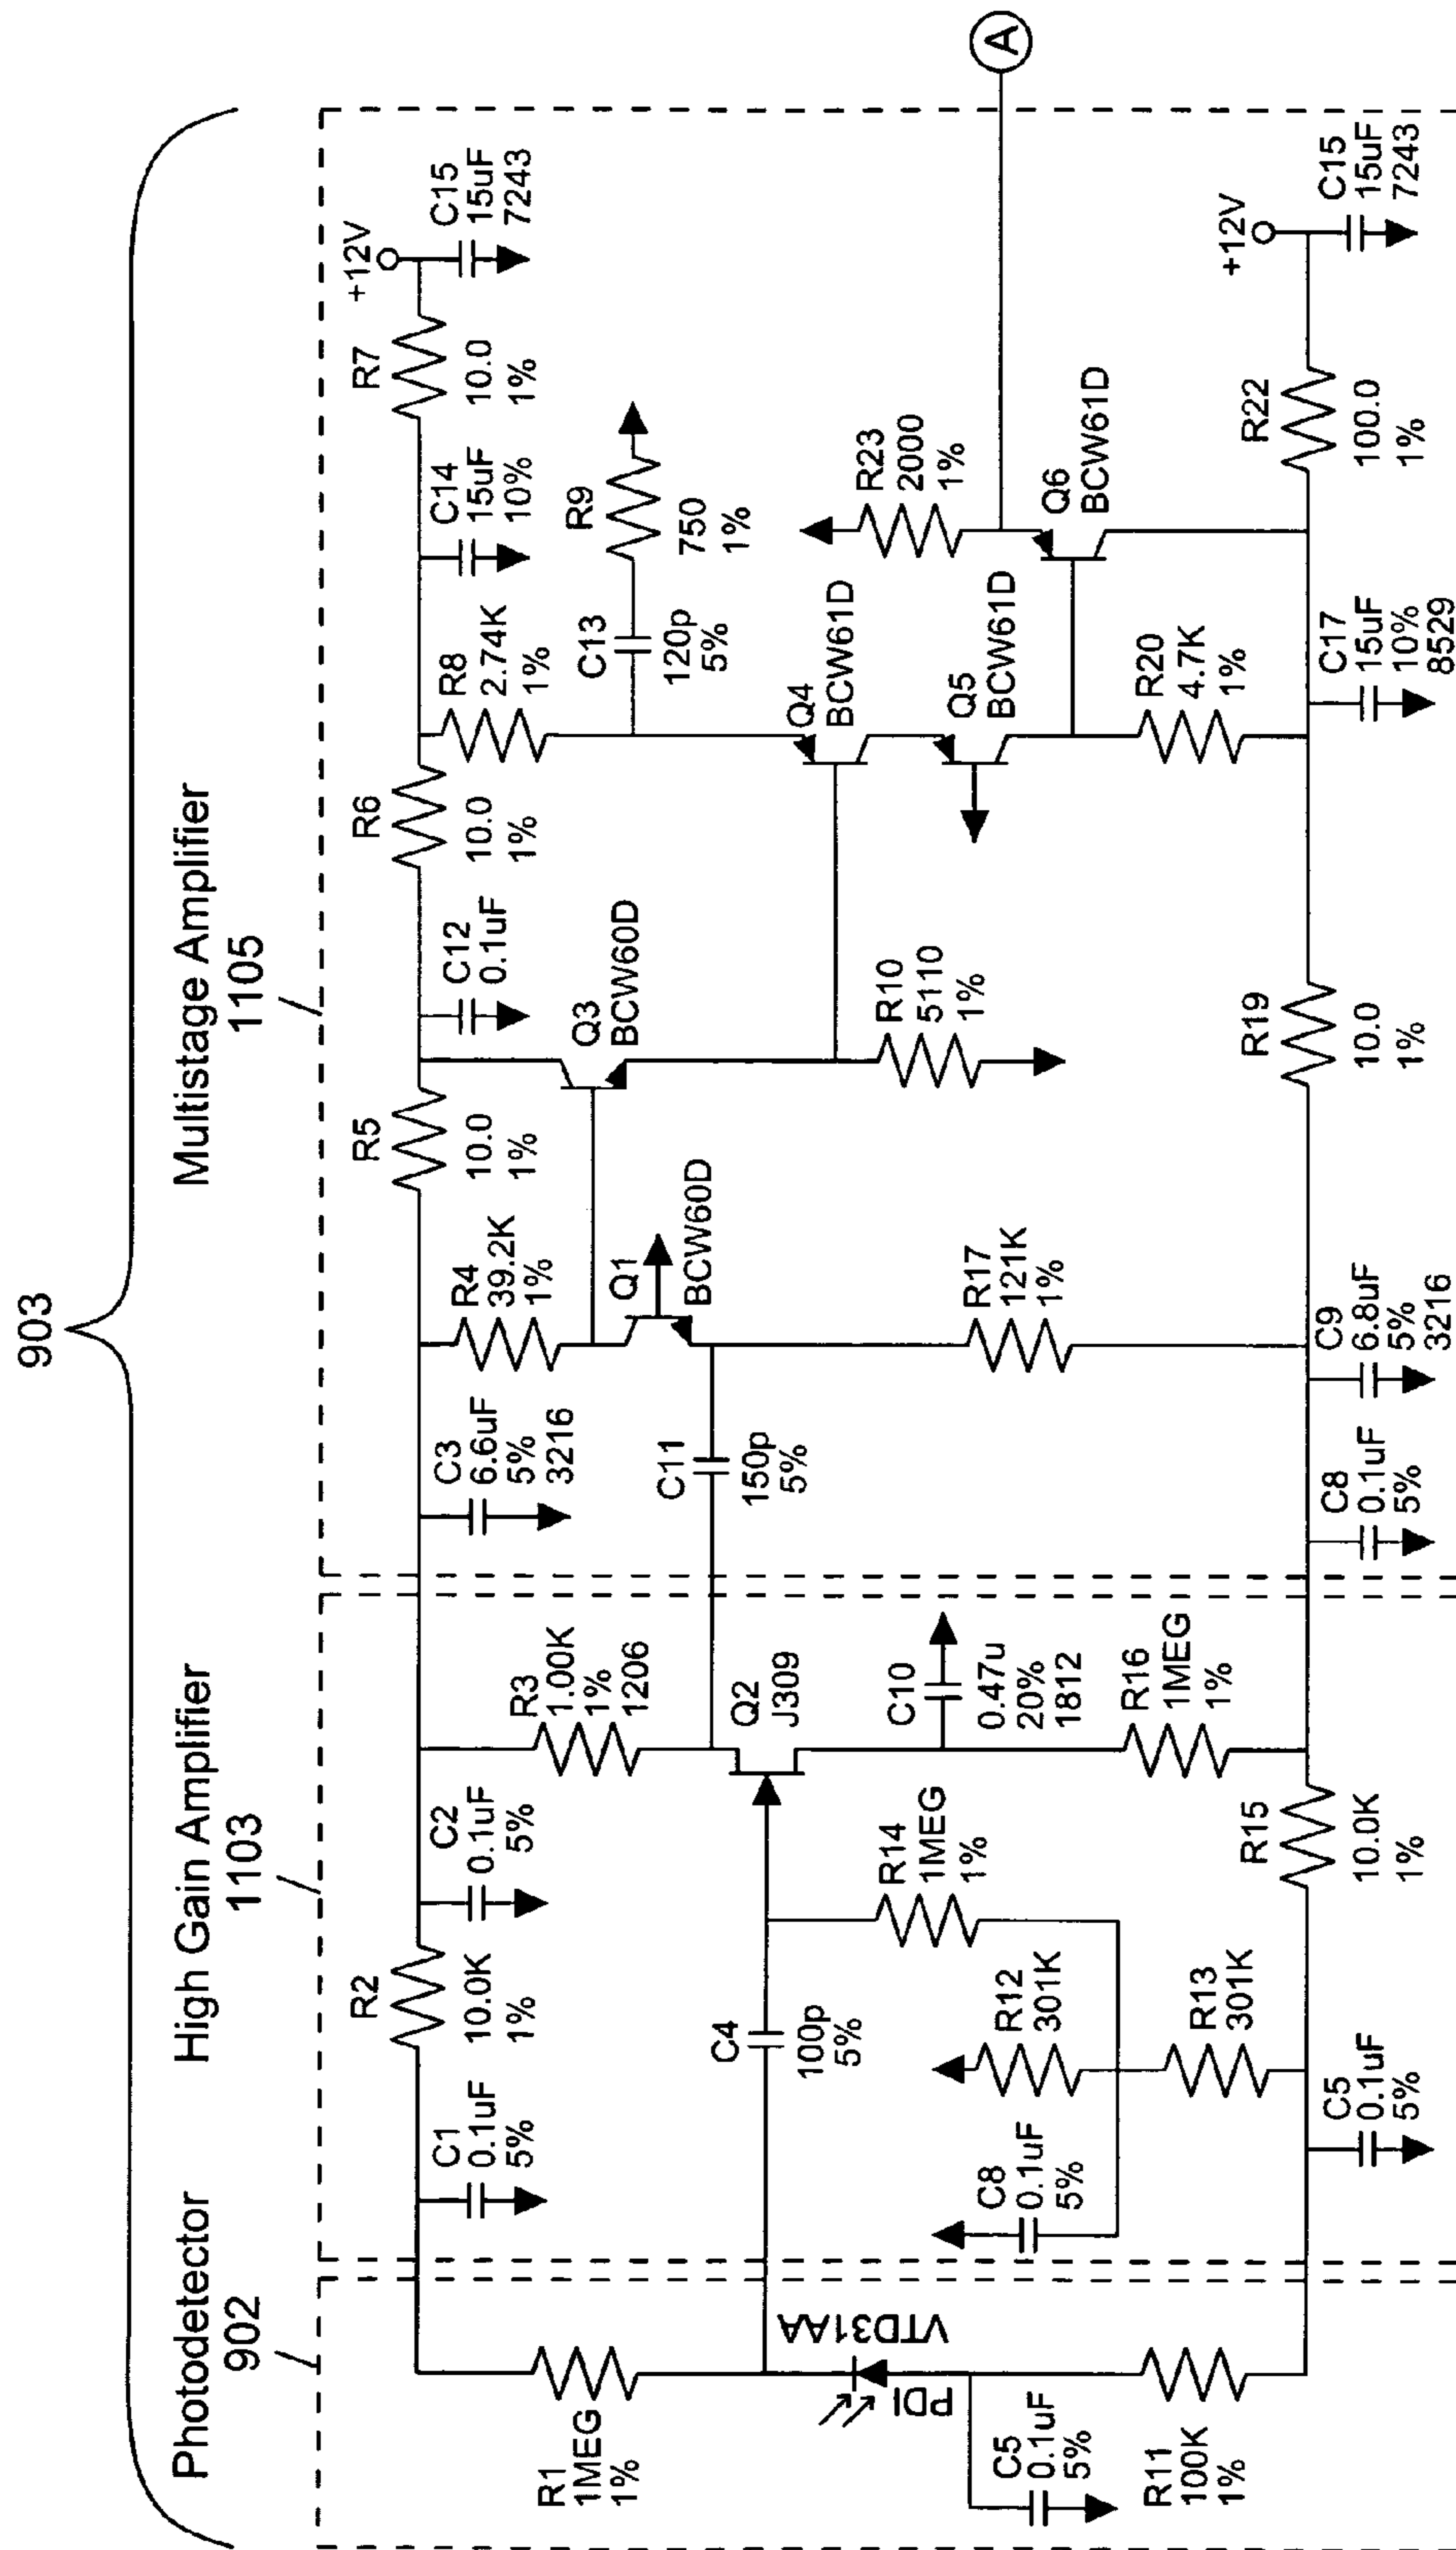 903
Photodetector
902
High Gain Amplifier
1103
Multistage Amplifier
1105
R2
10.0K
1%
R5
10.0
1%
R6
10.0
1%
R7
10.0
1%
+12V
C1
0.1uF
5%
C2
0.1uF
5%
C3
6.6uF
5%
3216
C12
0.1uF
C14
15uF
10%
C15
15uF
7243
R1
1MEG
1%
R3
1.00K
1%
1206
R4
39.2K
1%
R8
2.74K
1%
C13
120p
5%
R9
750
1%
Q3
BCW60D
Q1
BCW60D
C4
100p
5%
C11
150p
5%
Q2
J309
VTD31AA
PDI
Q4
BCW61D
R23
2000
1%
A
R14
1MEG
1%
C10
0.47u
20%
1812
R10
5110
1%
Q5
BCW61D
Q6
BCW61D
C5
0.1uF
5%
C8
0.1uF
5%
R12
301K
R17
121K
1%
R11
100K
1%
R13
301K
R16
1MEG
1%
R20
4.7K
1%
+12V
R15
10.0K
1%
R19
10.0
1%
R22
100.0
1%
C5
0.1uF
5%
C8
0.1uF
5%
C9
6.8uF
5%
3216
C17
15uF
10%
8529
C15
15uF
7243